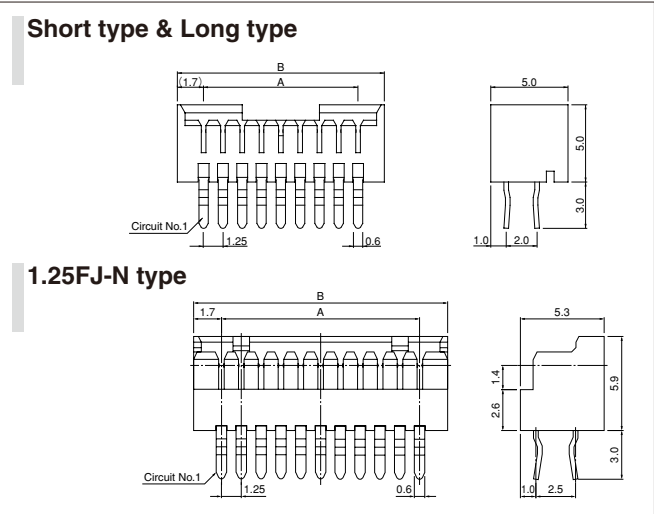 Short type & Long type
B
(1.7)
A
5.0
5.0
3.0
Circuit No.1
1.25
0.6
1.0
2.0
1.25FJ-N type
B
1.7
A
5.3
1.4
2.6
5.9
3.0
Circuit No.1
1.25
0.6
1.0
2.5